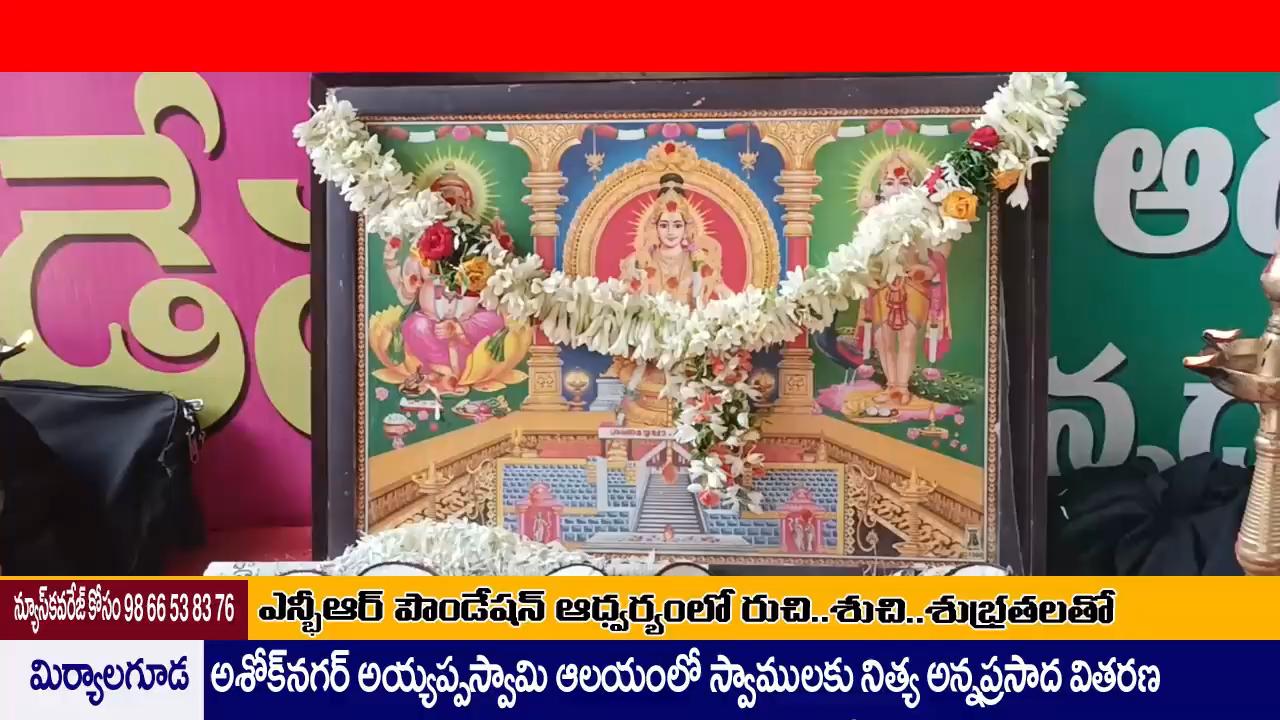 డే
ఆ
న్న
న్యూస్‌కవరేజ్ కోసం 98 66 53 83 76
ఎన్బీఆర్ పౌండేషన్ ఆధ్వర్యంలో రుచి..శుచి..శుభ్రతలతో
మిర్యాలగూడ
అశోక్‌నగర్ అయ్యప్పస్వామి ఆలయంలో స్వాములకు నిత్య అన్నప్రసాద వితరణ